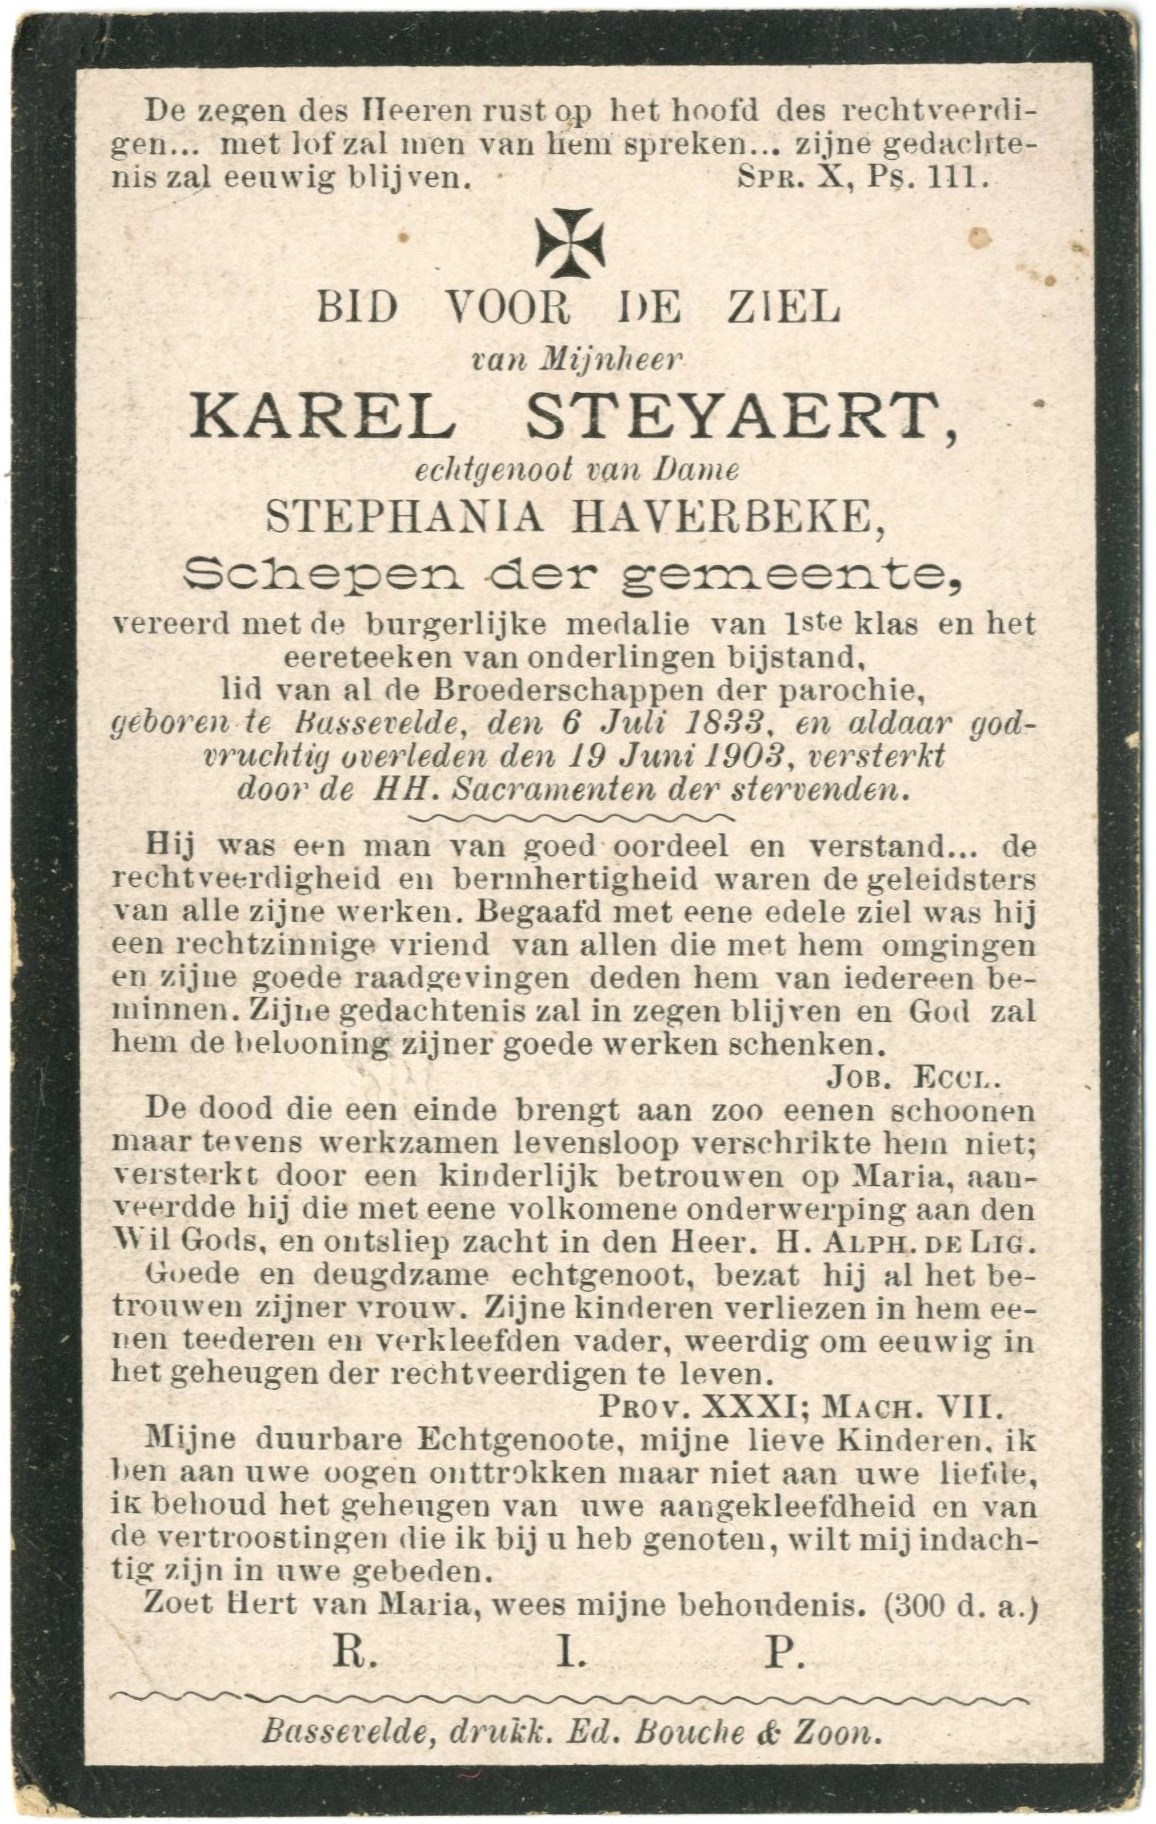 De zegen des Heeren rust op het hoofd des rechtveerdi-
gen... met lof zal men van hem spreken... zijne gedachte-
nis zal eeuwig blijven. SPR. X, Ps. 111.
BID VOOR DE ZIEL
van Mijnheer
KAREL STEYAERT,
echtgenoot van Dame
STEPHANIA HAVERBEKE,
Schepen der gemeente,
vereerd met de burgerlijke medalie van 1ste klas en het
eereteeken van onderlingen bijstand,
lid van al de Broederschappen der parochie,
geboren te Bassevelde, den 6 Juli 1833, en aldaar god-
vruchtig overleden den 19 Juni 1903, versterkt
door de HH. Sacramenten der stervenden.
Hij was een man van goed oordeel en verstand... de
rechtveerdigheid en bermhertigheid waren de geleidsters
van alle zijne werken. Begaafd met eene edele ziel was hij
een rechtzinnige vriend van allen die met hem omgingen
en zijne goede raadgevingen deden hem van iedereen be-
minnen. Zijne gedachtenis zal in zegen blijven en God zal
hem de belooning zijner goede werken schenken.
JOB. ECCL.
De dood die een einde brengt aan zoo eenen schoonen
maar tevens werkzamen levensloop verschrikte hem niet;
versterkt door een kinderlijk betrouwen op Maria, aan-
veerdde hij die met eene volkomene onderwerping aan den
Wil Gods, en ontsliep zacht in den Heer. H. ALPH. DE LIG.
Goede en deugdzame echtgenoot, bezat hij al het be-
trouwen zijner vrouw. Zijne kinderen verliezen in hem ee-
nen teederen en verkleefden vader, weerdig om eeuwig in
het geheugen der rechtveerdigen te leven.
PROV. XXXI; MACH. VII.
Mijne duurbare Echtgenoote, mijne lieve Kinderen, ik
ben aan uwe oogen onttrokken maar niet aan uwe liefde,
ik behoud het geheugen van uwe aangekleefdheid en van
de vertroostingen die ik bij u heb genoten, wilt mij indach-
tig zijn in uwe gebeden.
Zoet Hert van Maria, wees mijne behoudenis. (300 d. a.)
R. I. P.
Bassevelde, drukk. Ed. Bouche & Zoon.